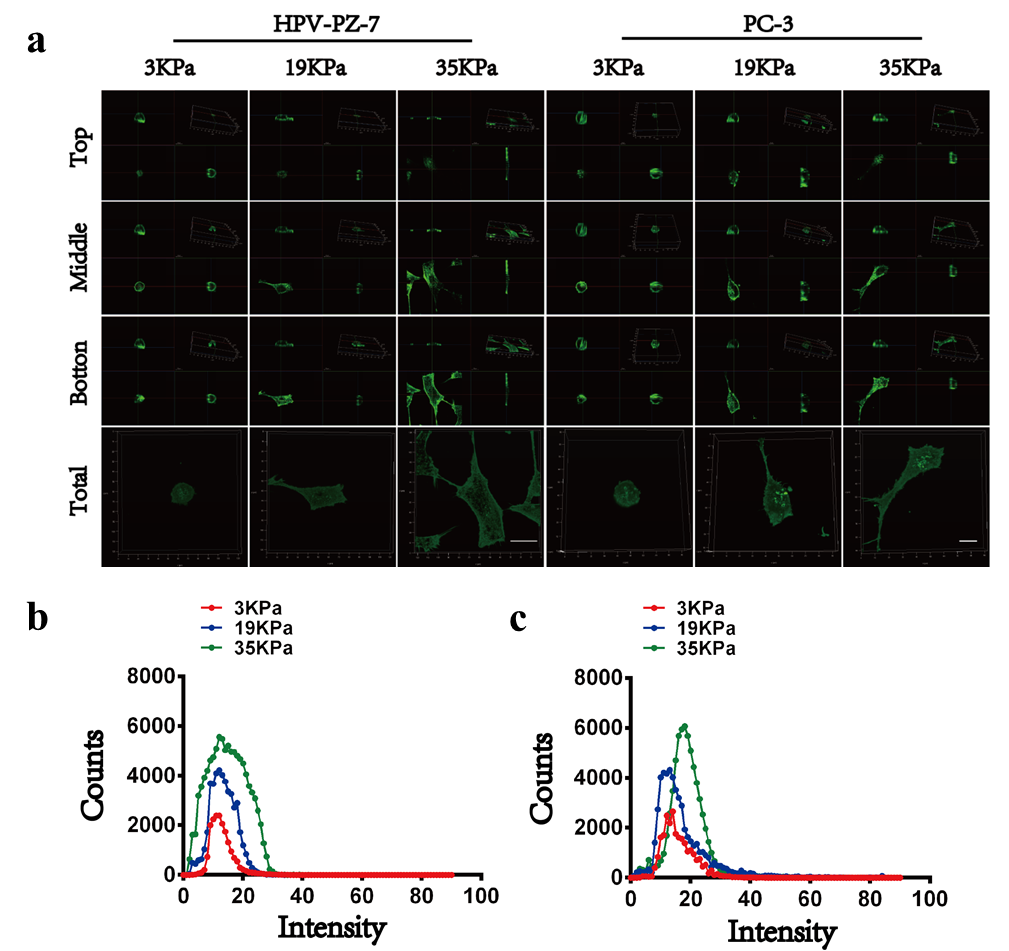 a
HPV-PZ-7 PC-3
3KPa 19KPa 35KPa 3KPa 19KPa 35KPa
Top
Middle
Botton
Total
b
3KPa
19KPa
35KPa
8000
6000
4000
2000
0
0 20 40 60 80 100
Counts
Intensity
c
3KPa
19KPa
35KPa
8000
6000
4000
2000
0
0 20 40 60 80 100
Counts
Intensity